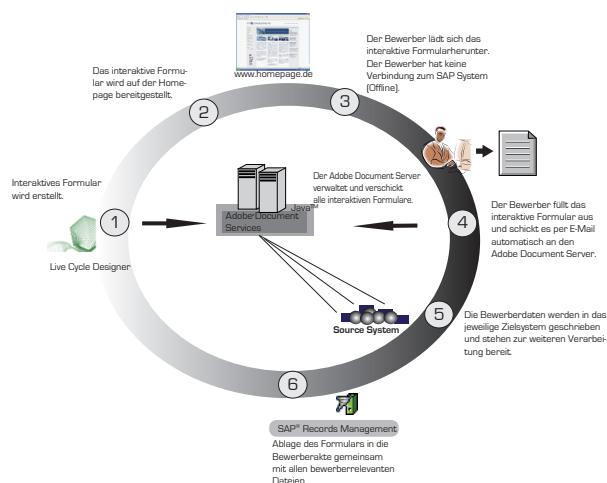 www.homepage.de
Das interaktive Formu-
lar wird auf der Home-
page bereitgestellt.
2
3
Der Bewerber lädt sich das
interaktive Formularherunter.
Der Bewerber hat keine
Verbindung zum SAP System
(Offline).
Interaktives Formular
wird erstellt.
1
Live Cycle Designer
Der Adobe Document Server
verwaltet und verschickt
alle interaktiven Formulare.
Java™
Adobe Document
Services
4
Der Bewerber füllt das
interaktive Formular aus
und schickt es per E-Mail
automatisch an den
Adobe Document Server.
Source System
5
Die Bewerberdaten werden in das
jeweilige Zielsystem geschrieben
und stehen zur weiteren Verarbei-
tung bereit.
6
SAP® Records Management
Ablage des Formulars in die
Bewerberakte gemeinsam
mit allen bewerberrelevanten
Dateien.